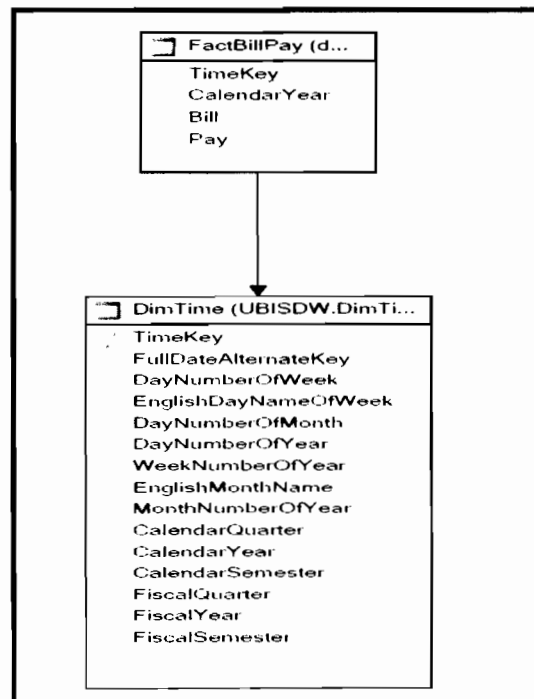 FactBillPay (d...
TimeKey
CalendarYear
Bill
Pay
DimTime (UBISDW.DimTi...
TimeKey
FullDateAlternateKey
DayNumberOfWeek
EnglishDayNameOfWeek
DayNumberOfMonth
DayNumberOfYear
WeekNumberOfYear
EnglishMonthName
MonthNumberOfYear
CalendarQuarter
CalendarYear
CalendarSemester
FiscalQuarter
FiscalYear
FiscalSemester